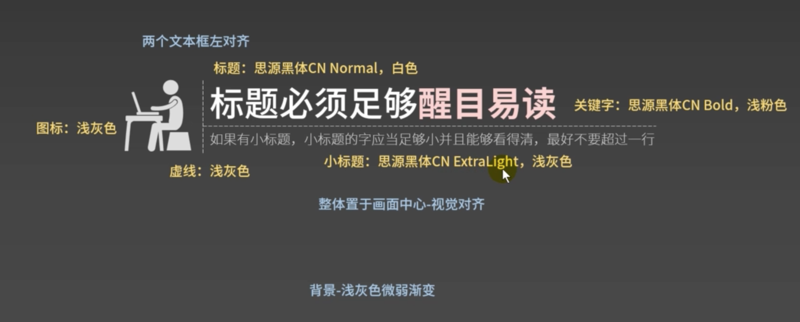 两个文本框左对齐
标题：思源黑体CN Normal，白色
标题必须足够醒目易读
关键字：思源黑体CN Bold，浅粉色
图标：浅灰色
如果有小标题，小标题的字应当足够小并且能够看得清，最好不要超过一行
小标题：思源黑体CN ExtraLight，浅灰色
虚线：浅灰色
整体置于画面中心-视觉对齐
背景-浅灰色微弱渐变